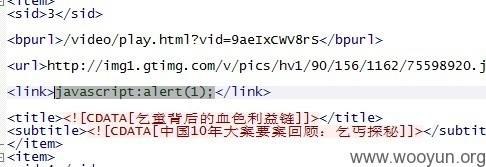 <item>
<sid>3</sid>
<bpurl>/video/play.html?vid=9aeIxCWV8rS</bpurl>
<url>http://img1.gtimg.com/v/pics/hv1/90/156/1162/75598920.j
<link>javascript:alert(1);</link>
<title><![CDATA[乞童背后的血色利益链]]></title>
<subtitle><![CDATA[中国10年大案要案回顾：乞丐探秘]]></subtit
</item>
<item>
www.wooyun.org